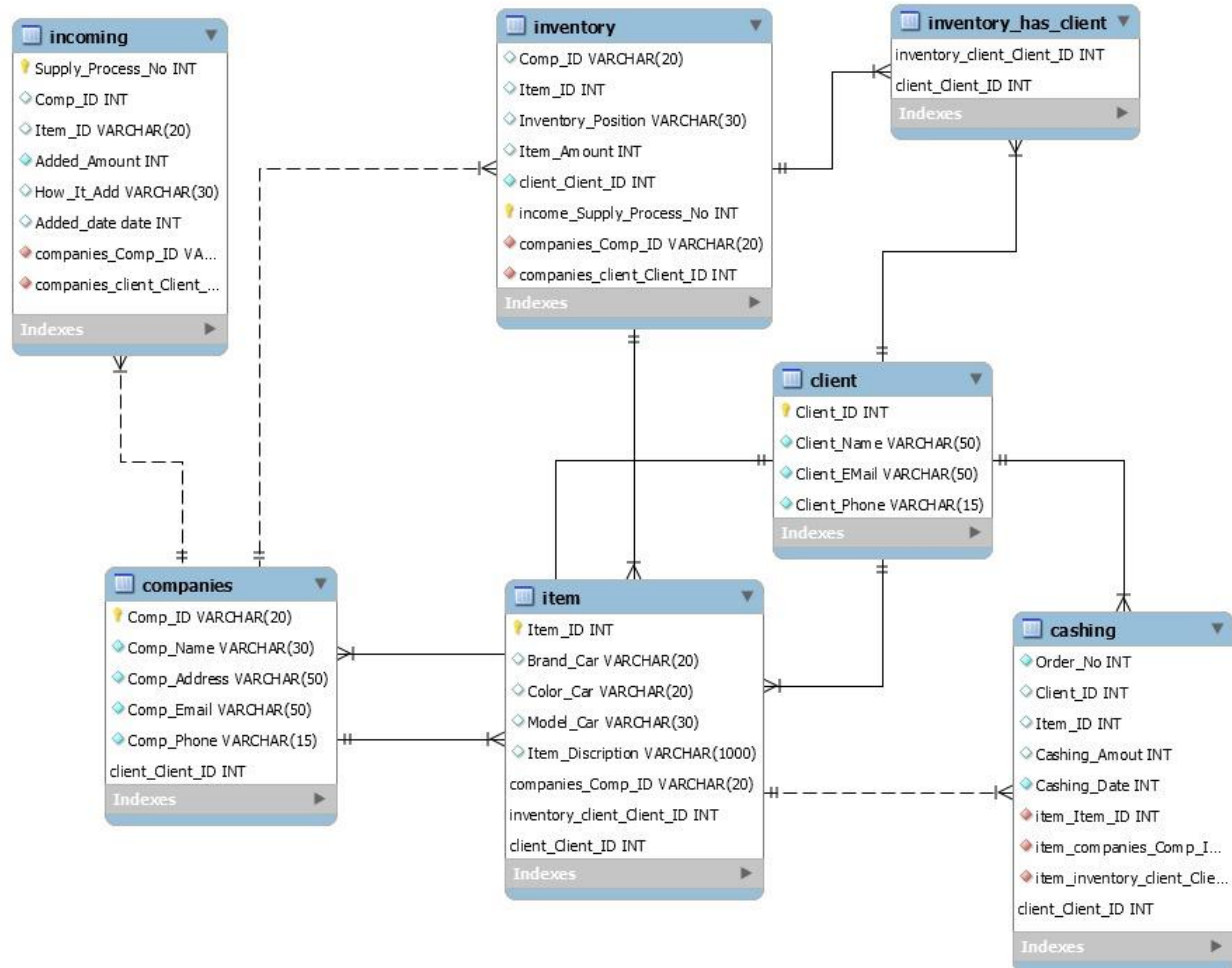 incoming
Supply_Process_No INT
Comp_ID INT
Item_ID VARCHAR(20)
Added_Amount INT
How_It_Add VARCHAR(30)
Added_date date INT
companies_Comp_ID VA...
companies_client_Client_...
Indexes
inventory
Comp_ID VARCHAR(20)
Item_ID INT
Inventory_Position VARCHAR(30)
Item_Amount INT
client_Client_ID INT
income_Supply_Process_No INT
companies_Comp_ID VARCHAR(20)
companies_client_Client_ID INT
Indexes
inventory_has_client
inventory_client_Client_ID INT
client_Client_ID INT
Indexes
client
Client_ID INT
Client_Name VARCHAR(50)
Client_EMail VARCHAR(50)
Client_Phone VARCHAR(15)
Indexes
companies
Comp_ID VARCHAR(20)
Comp_Name VARCHAR(30)
Comp_Address VARCHAR(50)
Comp_Email VARCHAR(50)
Comp_Phone VARCHAR(15)
client_Client_ID INT
Indexes
item
Item_ID INT
Brand_Car VARCHAR(20)
Color_Car VARCHAR(20)
Model_Car VARCHAR(30)
Item_Discription VARCHAR(1000)
companies_Comp_ID VARCHAR(20)
inventory_client_Client_ID INT
client_Client_ID INT
Indexes
cashing
Order_No INT
Client_ID INT
Item_ID INT
Cashing_Amout INT
Cashing_Date INT
item_Item_ID INT
item_companies_Comp_I...
item_inventory_client_Clie...
client_Client_ID INT
Indexes